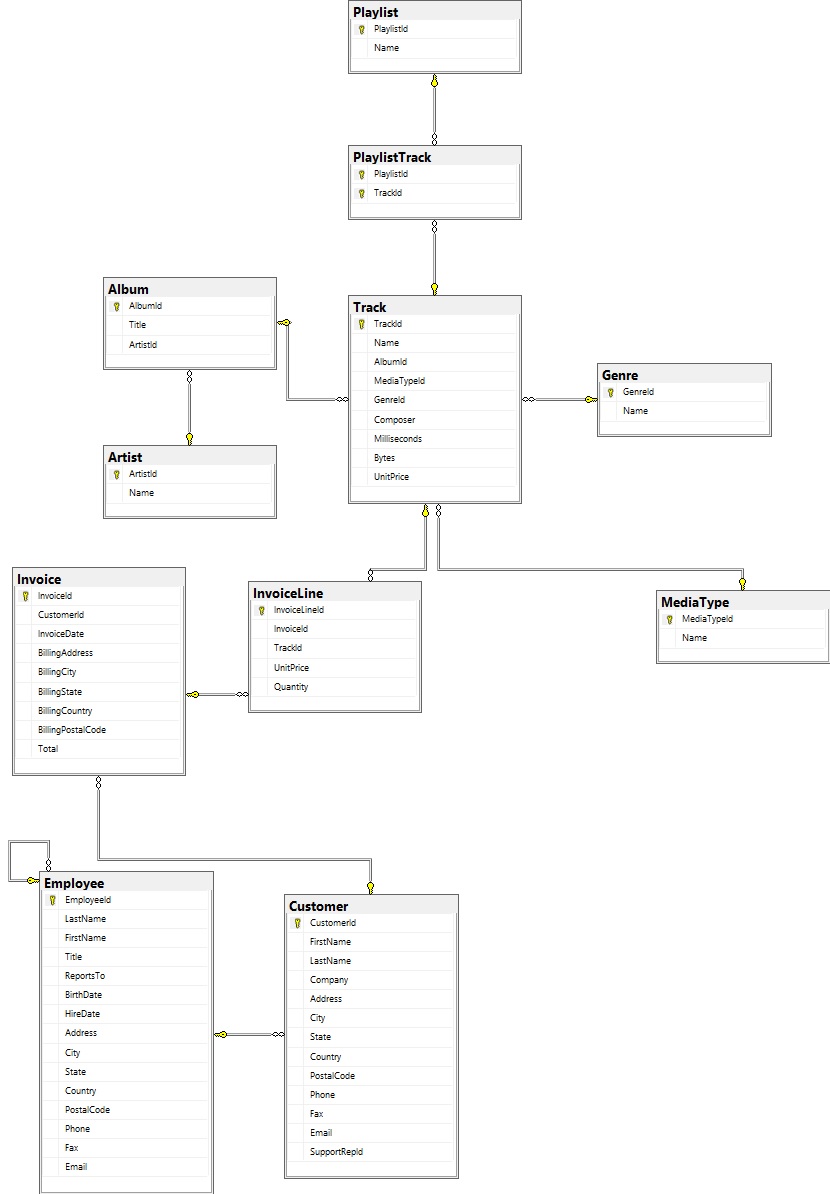 Playlist
PlaylistId
Name
PlaylistTrack
PlaylistId
TrackId
Album
AlbumId
Title
ArtistId
Track
TrackId
Name
AlbumId
MediaTypeId
GenreId
Composer
Milliseconds
Bytes
UnitPrice
Genre
GenreId
Name
Artist
ArtistId
Name
Invoice
InvoiceId
CustomerId
InvoiceDate
BillingAddress
BillingCity
BillingState
BillingCountry
BillingPostalCode
Total
InvoiceLine
InvoiceLineId
InvoiceId
TrackId
UnitPrice
Quantity
MediaType
MediaTypeId
Name
Employee
EmployeeId
LastName
FirstName
Title
ReportsTo
BirthDate
HireDate
Address
City
State
Country
PostalCode
Phone
Fax
Email
Customer
CustomerId
FirstName
LastName
Company
Address
City
State
Country
PostalCode
Phone
Fax
Email
SupportRepId